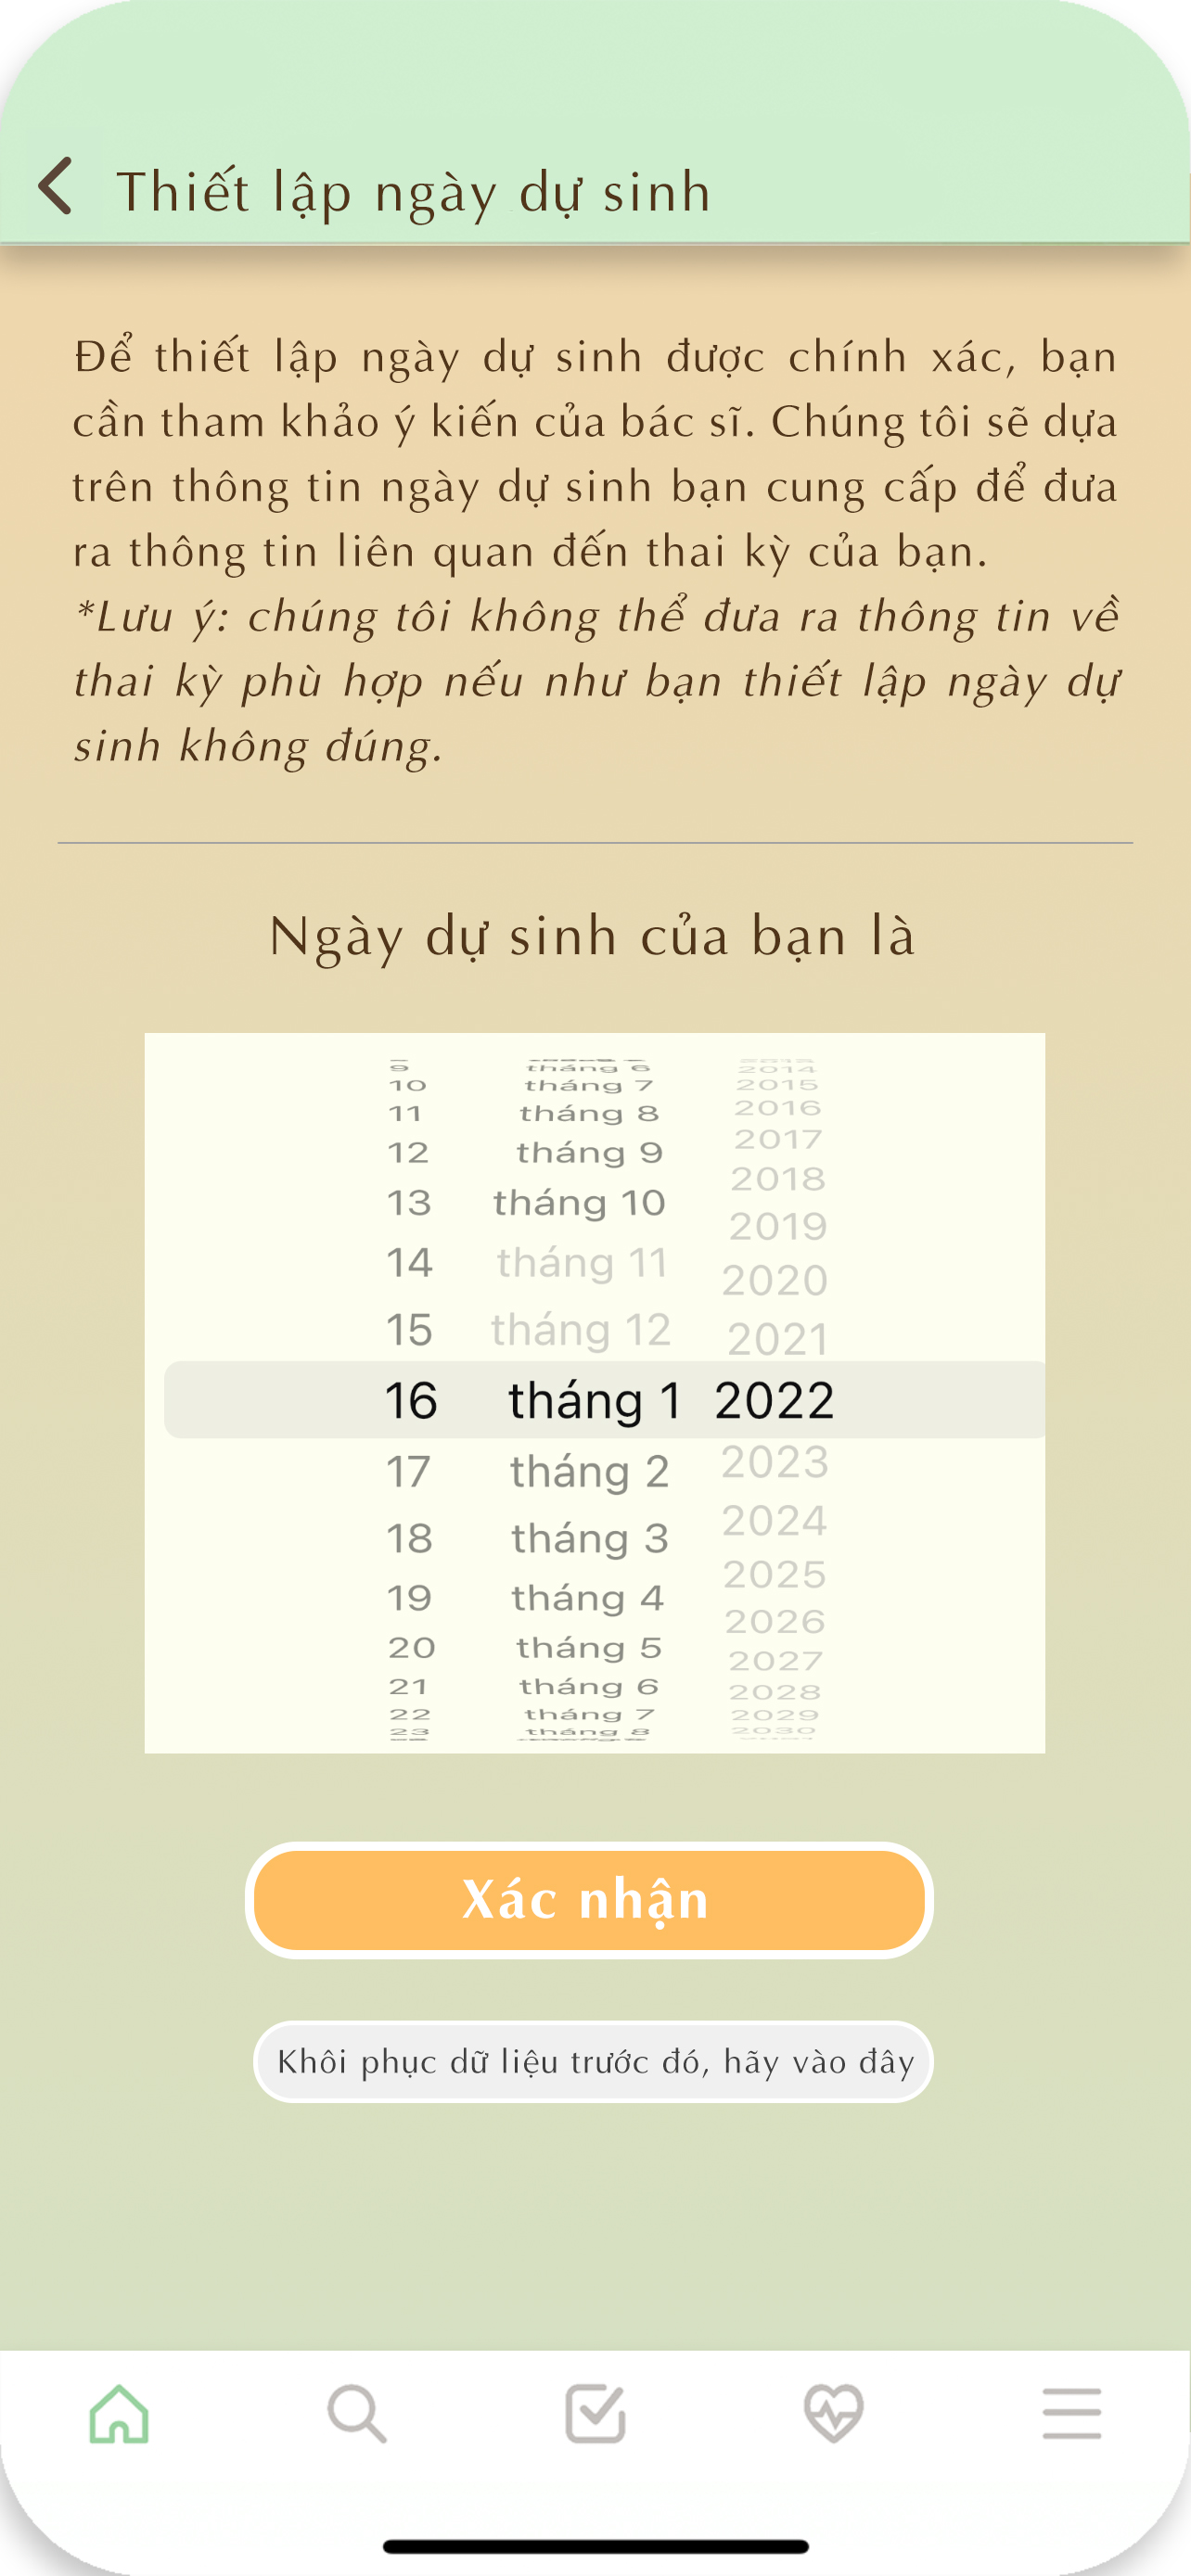 Thiết lập ngày dự sinh
Để thiết lập ngày dự sinh được chính xác, bạn
cần tham khảo ý kiến của bác sĩ. Chúng tôi sẽ dựa
trên thông tin ngày dự sinh bạn cung cấp để đưa
ra thông tin liên quan đến thai kỳ của bạn.
*Lưu ý: chúng tôi không thể đưa ra thông tin về
thai kỳ phù hợp nếu như bạn thiết lập ngày dự
sinh không đúng.
Ngày dự sinh của bạn là
9 tháng 6 2014
10 tháng 7 2015
11 tháng 8 2016
12 tháng 9 2017
13 tháng 10 2018
2019
14 tháng 11 2020
15 tháng 12 2021
16 tháng 1 2022
17 tháng 2 2023
18 tháng 3 2024
19 tháng 4 2025
2026
20 tháng 5 2027
21 tháng 6 2028
22 tháng 7 2029
23 tháng 8 2030
Xác nhận
Khôi phục dữ liệu trước đó, hãy vào đây